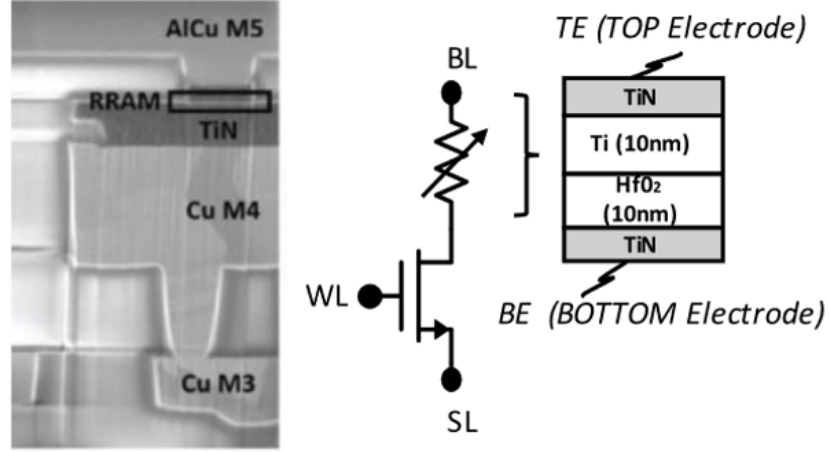 AlCu M5
RRAM
TiN
Cu M4
Cu M3
BL
WL
SL
TE (TOP Electrode)
TiN
Ti (10nm)
HfO₂
(10nm)
TiN
BE (BOTTOM Electrode)